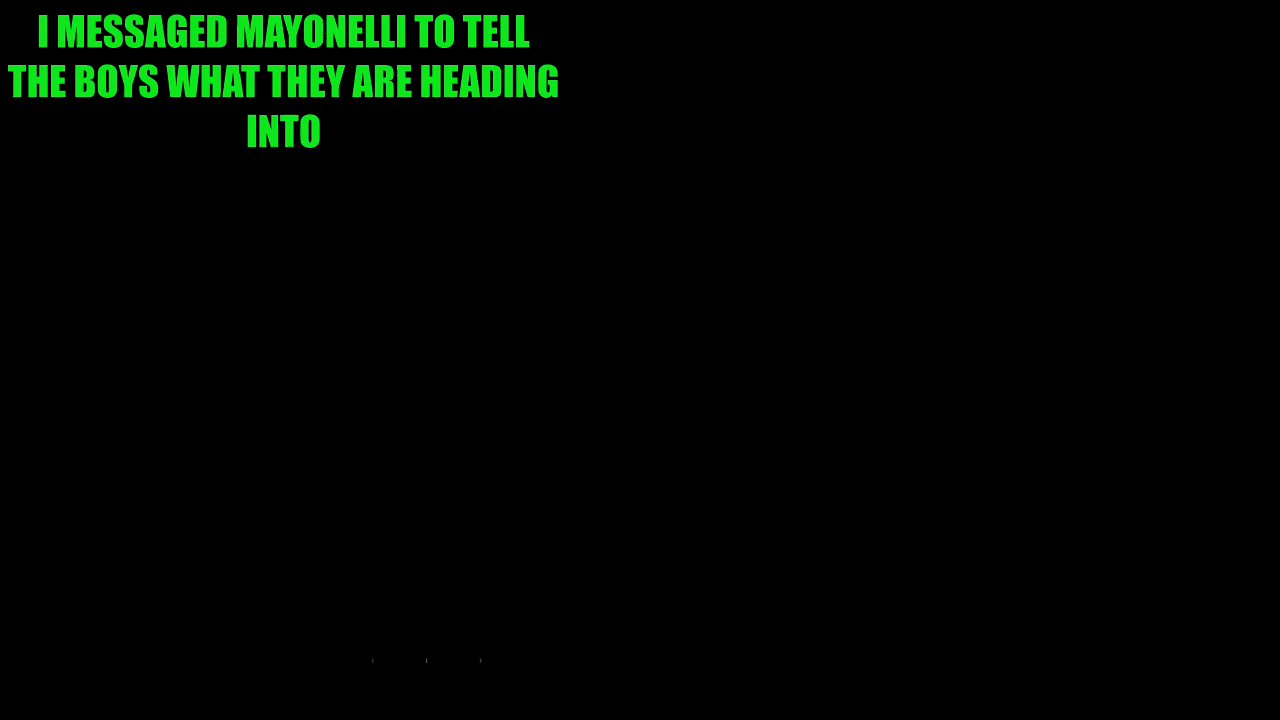 I MESSAGED MAYONELLI TO TELL
THE BOYS WHAT THEY ARE HEADING
INTO